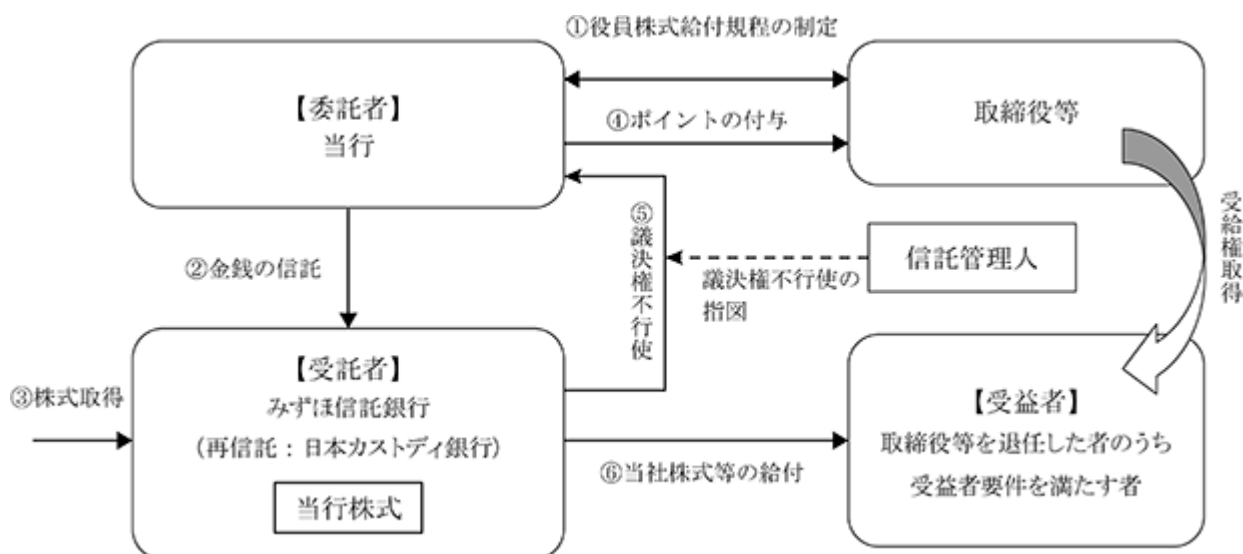 ①役員株式給付規程の制定
【委託者】
当行
④ポイントの付与
取締役等
②金銭の信託
⑤議決権不行使
議決権不行使の
指図
信託管理人
受給権取得
③株式取得
【受託者】
みずほ信託銀行
(再信託:日本カストディ銀行)
当行株式
⑥当社株式等の給付
【受益者】
取締役等を退任した者のうち
受益者要件を満たす者